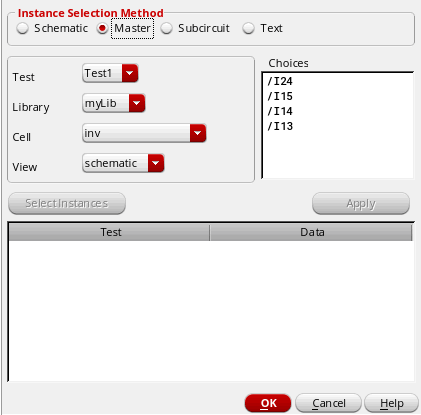 Instance Selection Method
Schematic Master Subcircuit Text
Choices
Test Test1
Library myLib
Cell inv
View schematic
/I24
/I15
/I14
/I13
Select Instances Apply
Test Data
OK Cancel Help